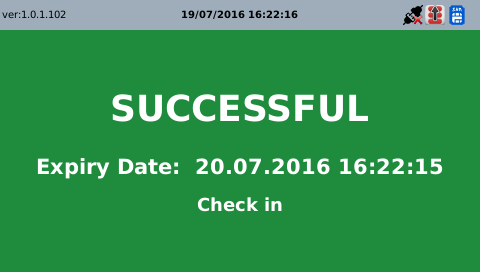 ver:1.0.1.102 19/07/2016 16:22:16
SUCCESSFUL
Expiry Date: 20.07.2016 16:22:15
Check in